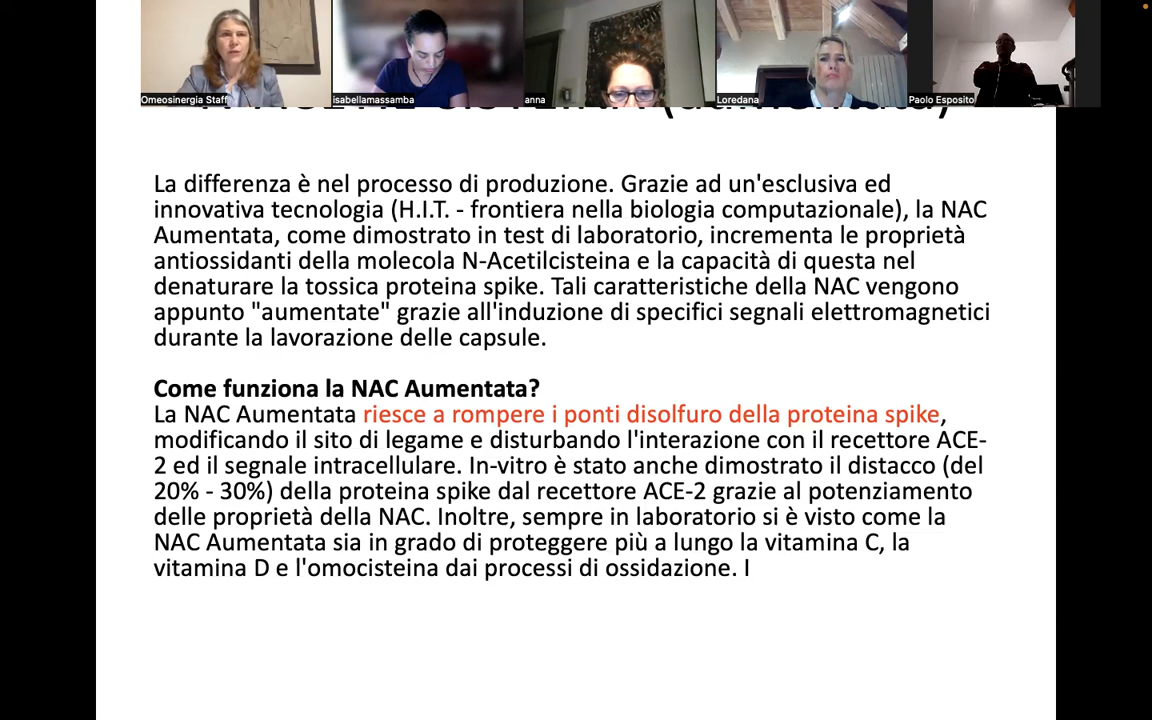 Omeosinergia Staff
isabellamassamba
anna
Loredana
Paolo Esposito
La differenza è nel processo di produzione. Grazie ad un'esclusiva ed
innovativa tecnologia (H.I.T. - frontiera nella biologia computazionale), la NAC
Aumentata, come dimostrato in test di laboratorio, incrementa le proprietà
antiossidanti della molecola N-Acetilcisteina e la capacità di questa nel
denaturare la tossica proteina spike. Tali caratteristiche della NAC vengono
appunto "aumentate" grazie all'induzione di specifici segnali elettromagnetici
durante la lavorazione delle capsule.
Come funziona la NAC Aumentata?
La NAC Aumentata riesce a rompere i ponti disolfuro della proteina spike,
modificando il sito di legame e disturbando l'interazione con il recettore ACE-
2 ed il segnale intracellulare. In-vitro è stato anche dimostrato il distacco (del
20% - 30%) della proteina spike dal recettore ACE-2 grazie al potenziamento
delle proprietà della NAC. Inoltre, sempre in laboratorio si è visto come la
NAC Aumentata sia in grado di proteggere più a lungo la vitamina C, la
vitamina D e l'omocisteina dai processi di ossidazione. I